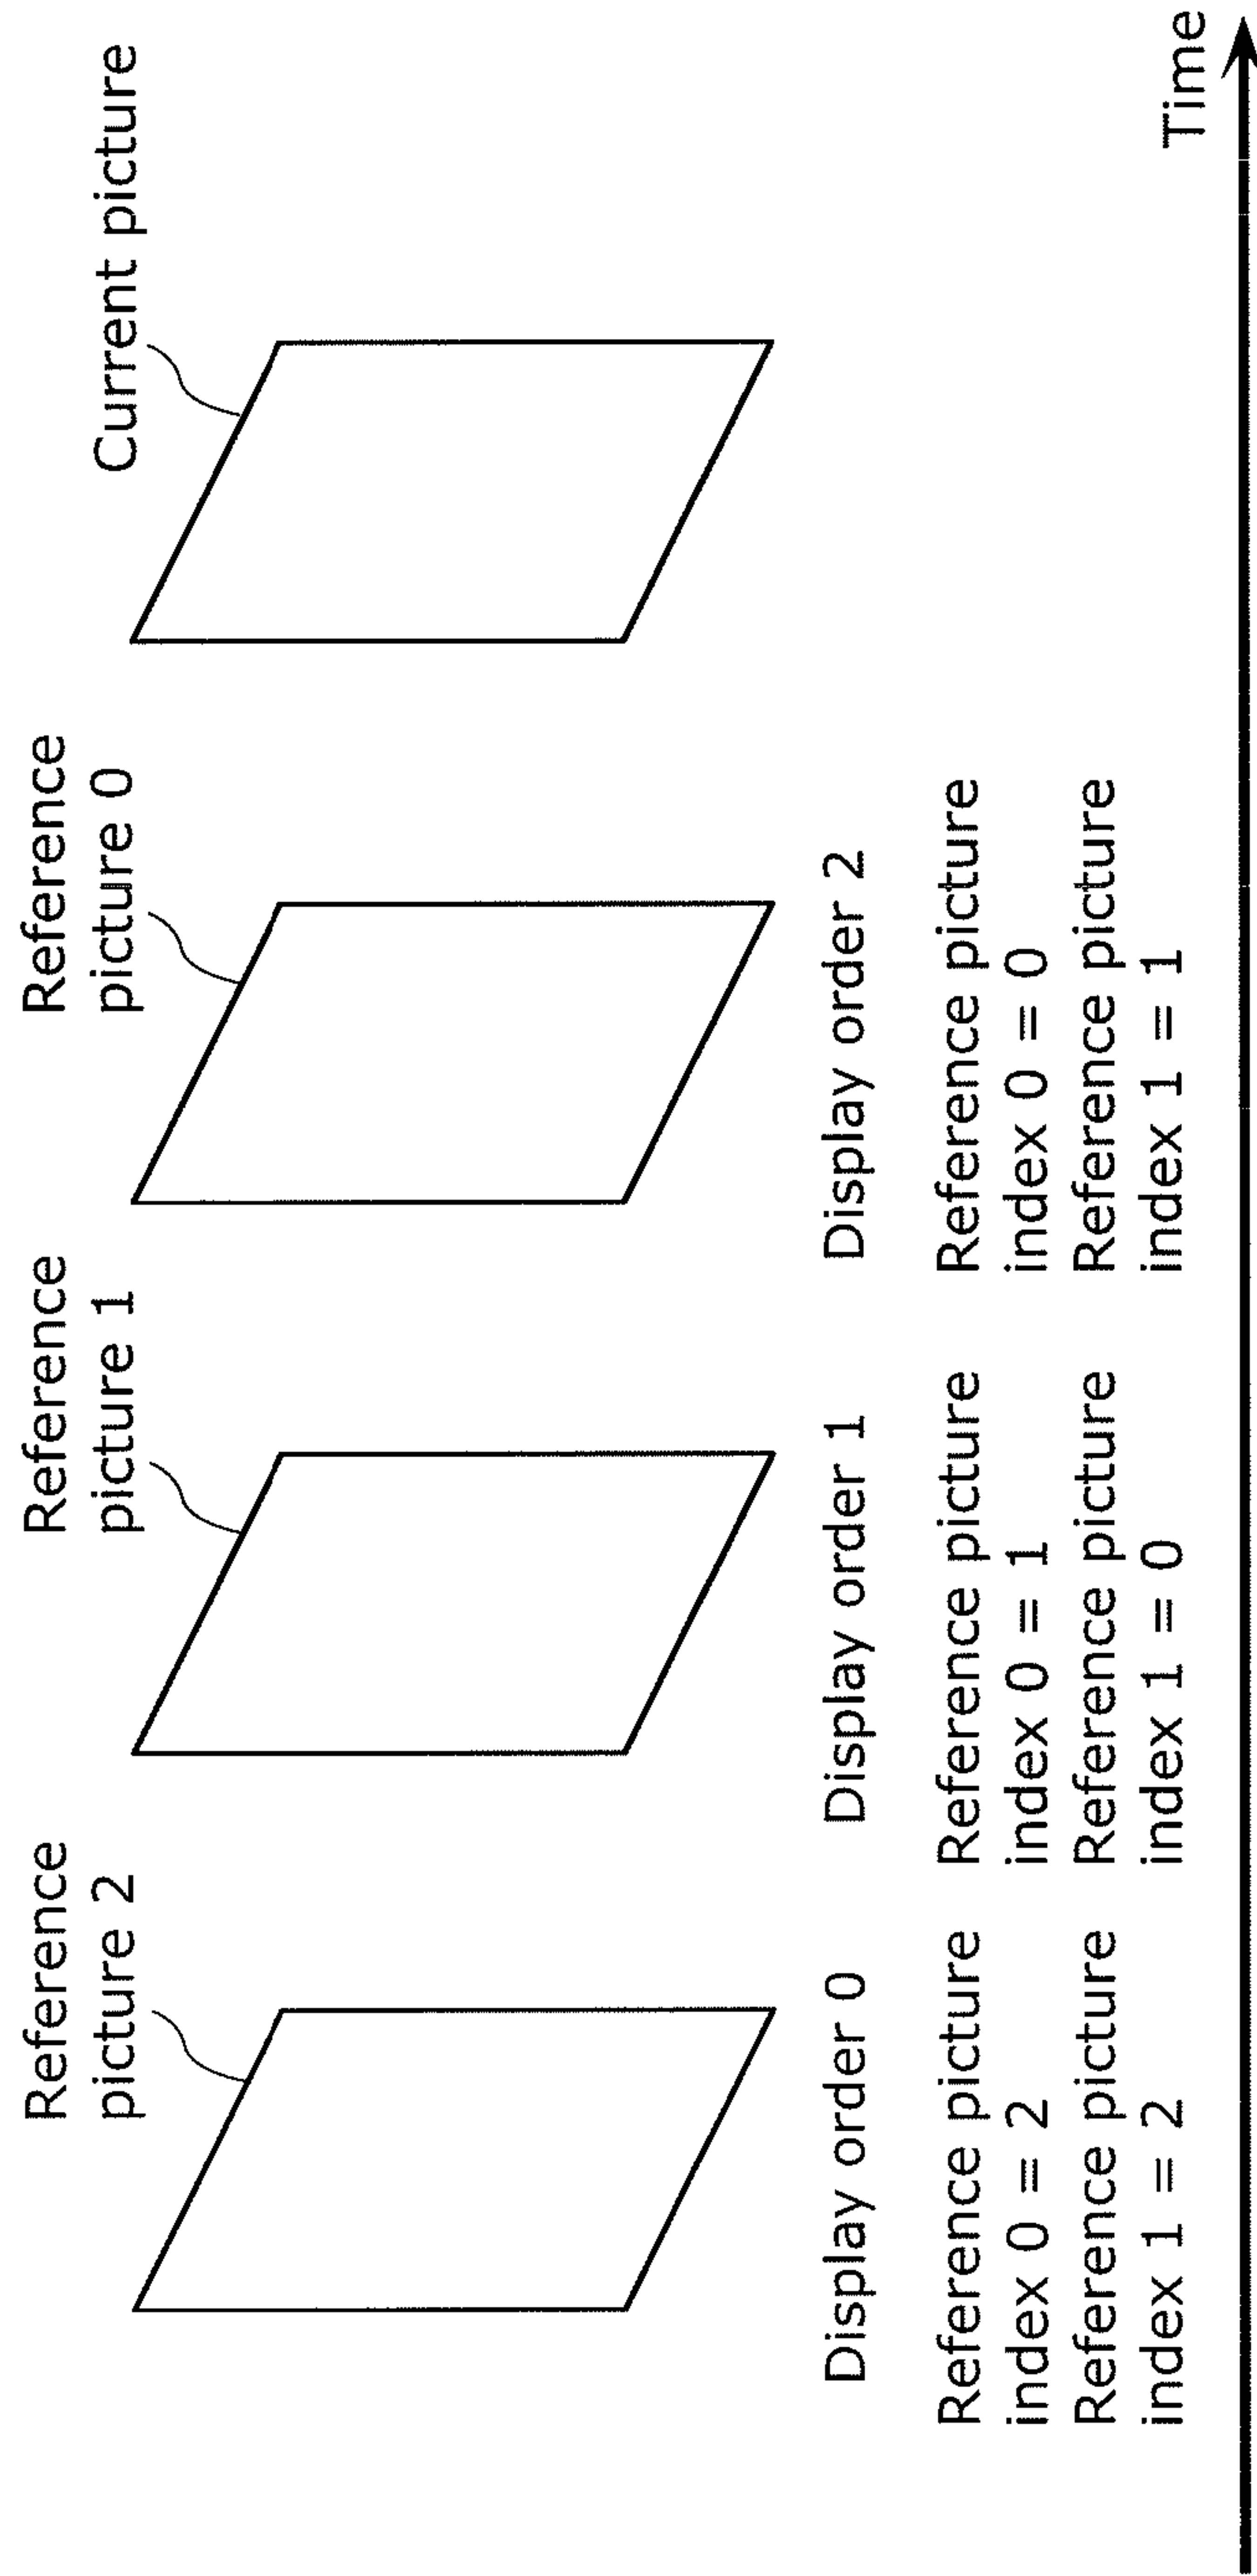 Reference
picture 2
Reference
picture 1
Reference
picture 0
Current picture
Display order 0
Display order 1
Display order 2
Reference picture
index 0 = 2
Reference picture
index 1 = 2
Reference picture
index 0 = 1
Reference picture
index 1 = 0
Reference picture
index 0 = 0
Reference picture
index 1 = 1
Time